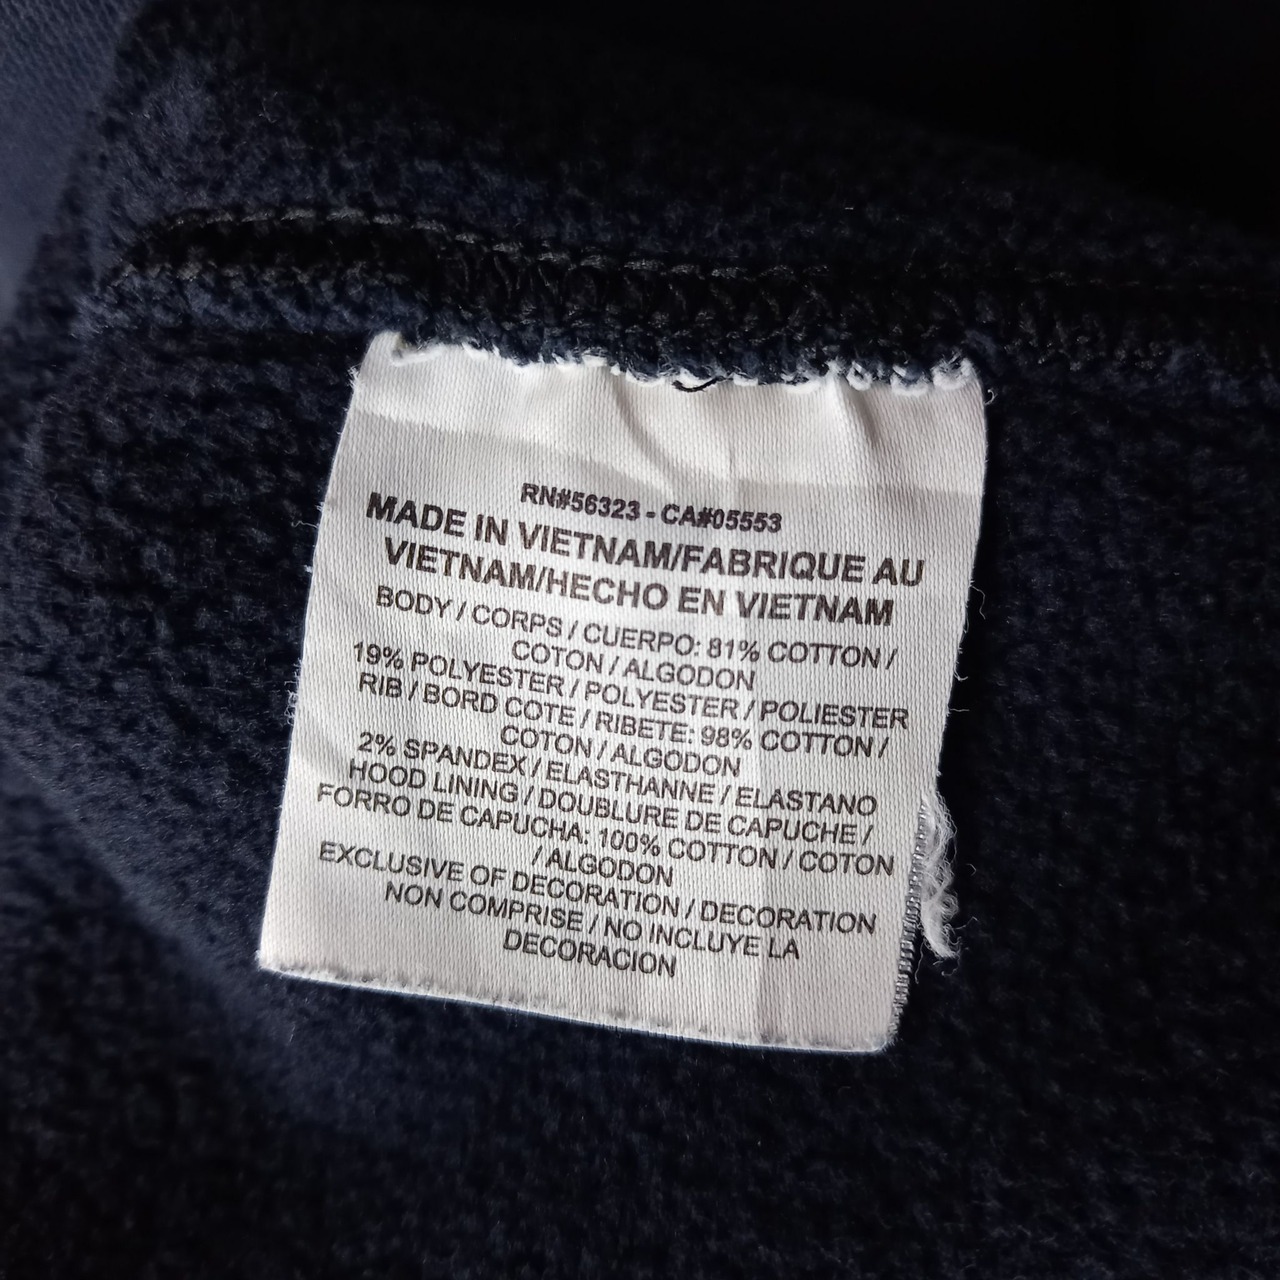 RN#56323 - CA#05553
MADE IN VIETNAM/FABRIQUE AU
VIETNAM/HECHO EN VIETNAM
BODY / CORPS / CUERPO: 81% COTTON /
COTON / ALGODON
19% POLYESTER / POLYESTER / POLIESTER
RIB / BORD COTE / RIBETE: 98% COTTON /
COTON / ALGODON
2% SPANDEX / ELASTHANNE / ELASTANO
HOOD LINING / DOUBLURE DE CAPUCHE /
FORRO DE CAPUCHA: 100% COTTON / COTON
/ ALGODON
EXCLUSIVE OF DECORATION / DECORATION
NON COMPRISE / NO INCLUYE LA
DECORACION